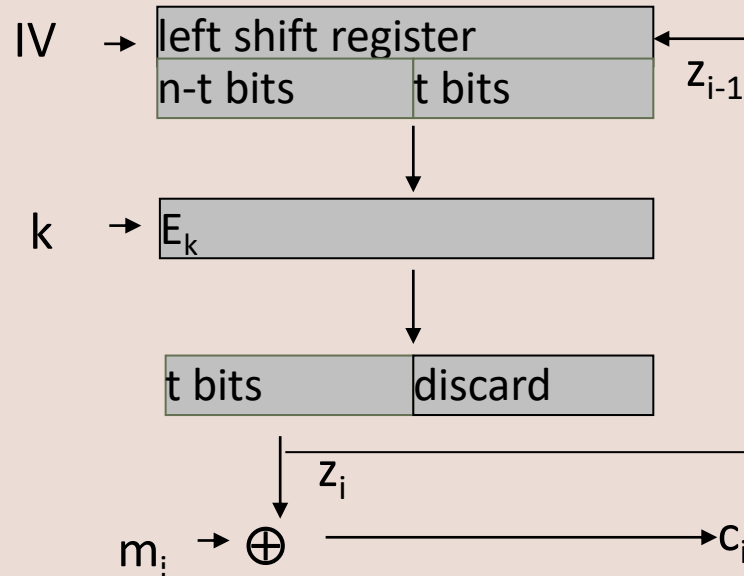 IV left shift register
n-t bits t bits z_{i-1}
k E_k
t bits discard
z_i
m_i ⊕ c_i